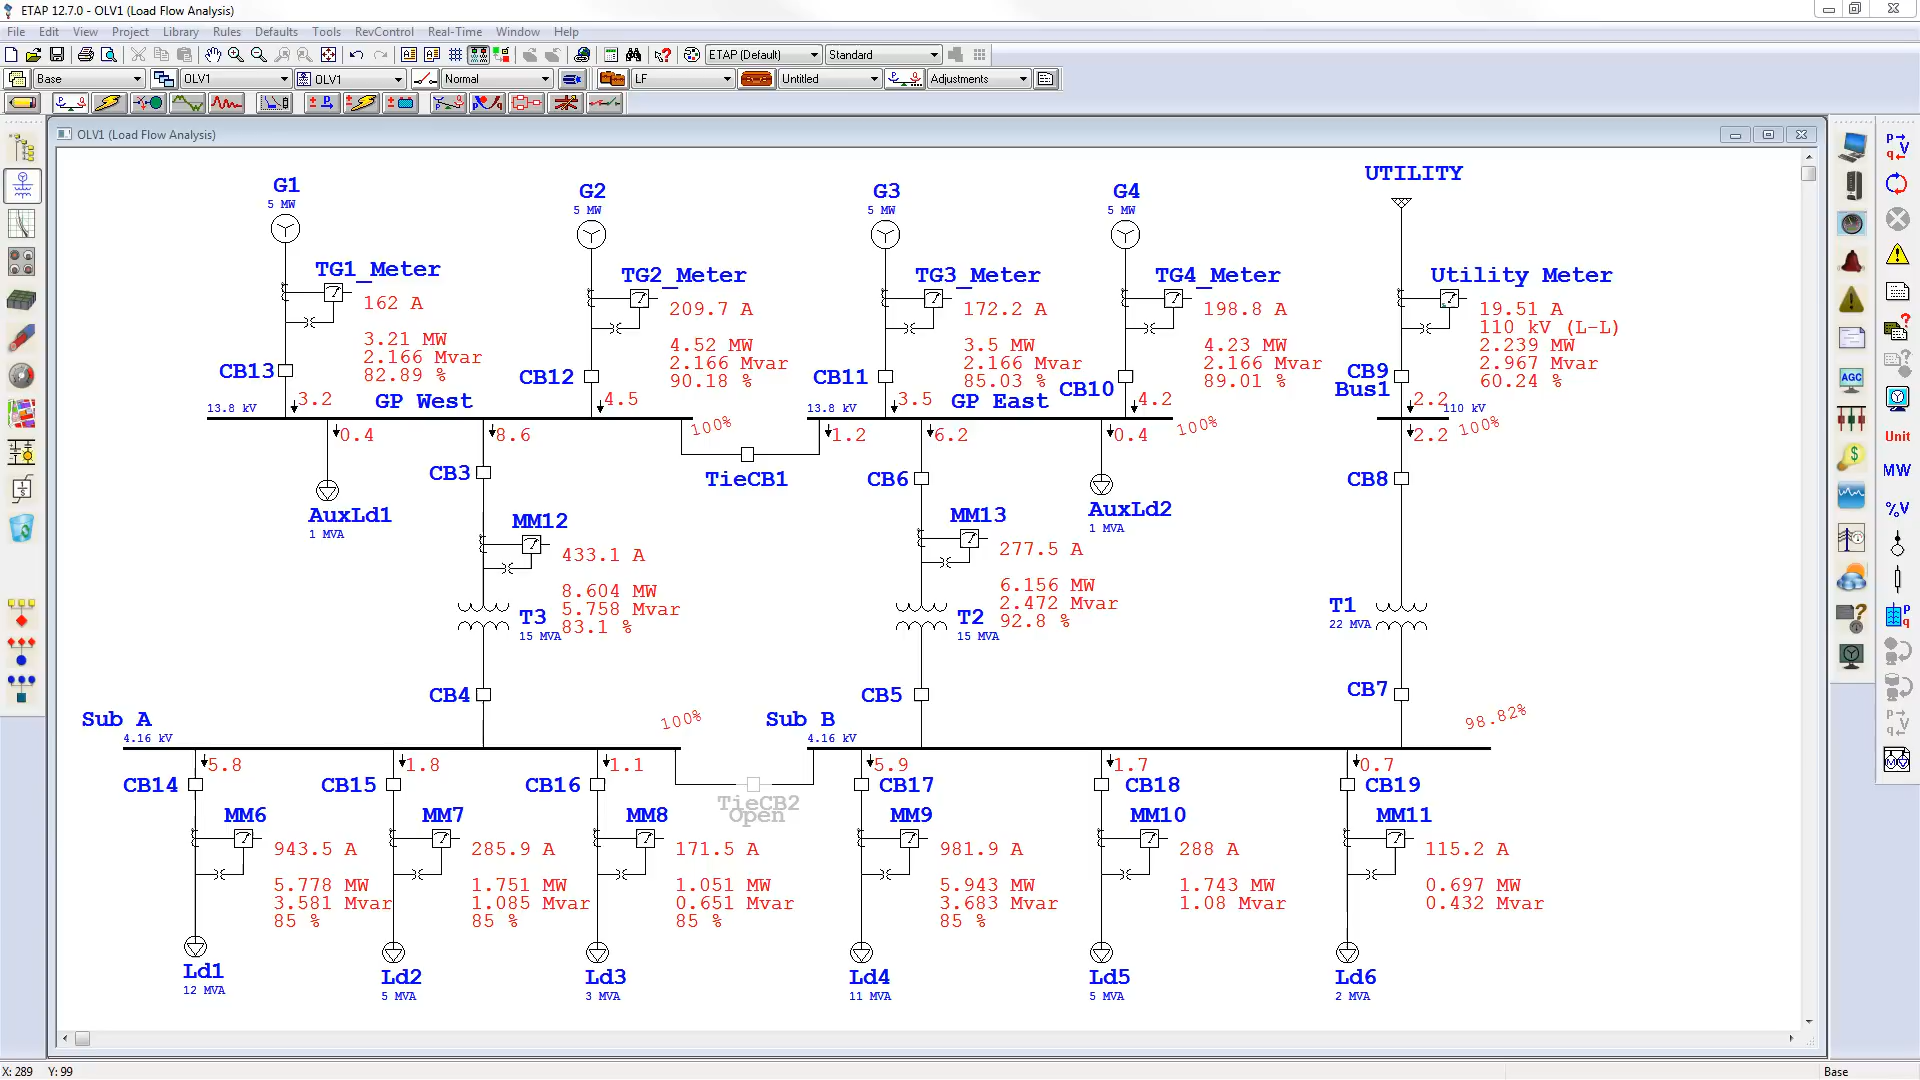 ETAP 12.7.0 - OLV1 (Load Flow Analysis)
File Edit View Project Library Rules Defaults Tools RevControl Real-Time Window Help
ETAP (Default) Standard
Base OLV1 OLV1 Normal LF Untitled Adjustments
OLV1 (Load Flow Analysis)
G1
5 MW
G2
5 MW
G3
5 MW
G4
5 MW
UTILITY
TG1_Meter
162 A
3.21 MW
2.166 Mvar
82.89 %
TG2_Meter
209.7 A
4.52 MW
2.166 Mvar
90.18 %
TG3_Meter
172.2 A
3.5 MW
2.166 Mvar
85.03 %
TG4_Meter
198.8 A
4.23 MW
2.166 Mvar
89.01 %
Utility Meter
19.51 A
110 kV (L-L)
2.239 MW
2.967 Mvar
60.24 %
CB13
CB12
CB11
CB10
CB9
Bus1
3.2
4.5
3.5
4.2
2.2
13.8 kV
GP West
100%
13.8 kV
GP East
100%
110 kV
100%
0.4
8.6
1.2
6.2
0.4
2.2
CB3
TieCB1
CB6
CB8
AuxLd1
1 MVA
AuxLd2
1 MVA
MM12
433.1 A
8.604 MW
5.758 Mvar
83.1 %
MM13
277.5 A
6.156 MW
2.472 Mvar
92.8 %
T3
15 MVA
T2
15 MVA
T1
22 MVA
CB4
CB5
CB7
Sub A
4.16 kV
100%
Sub B
4.16 kV
98.82%
5.8
1.8
1.1
5.9
1.7
0.7
CB14
CB15
CB16
TieCB2
Open
CB17
CB18
CB19
MM6
943.5 A
5.778 MW
3.581 Mvar
85 %
MM7
285.9 A
1.751 MW
1.085 Mvar
85 %
MM8
171.5 A
1.051 MW
0.651 Mvar
85 %
MM9
981.9 A
5.943 MW
3.683 Mvar
85 %
MM10
288 A
1.743 MW
1.08 Mvar
MM11
115.2 A
0.697 MW
0.432 Mvar
Ld1
12 MVA
Ld2
5 MVA
Ld3
3 MVA
Ld4
11 MVA
Ld5
5 MVA
Ld6
2 MVA
AGC
Unit
MW
%V
X: 289 Y: 99
Base